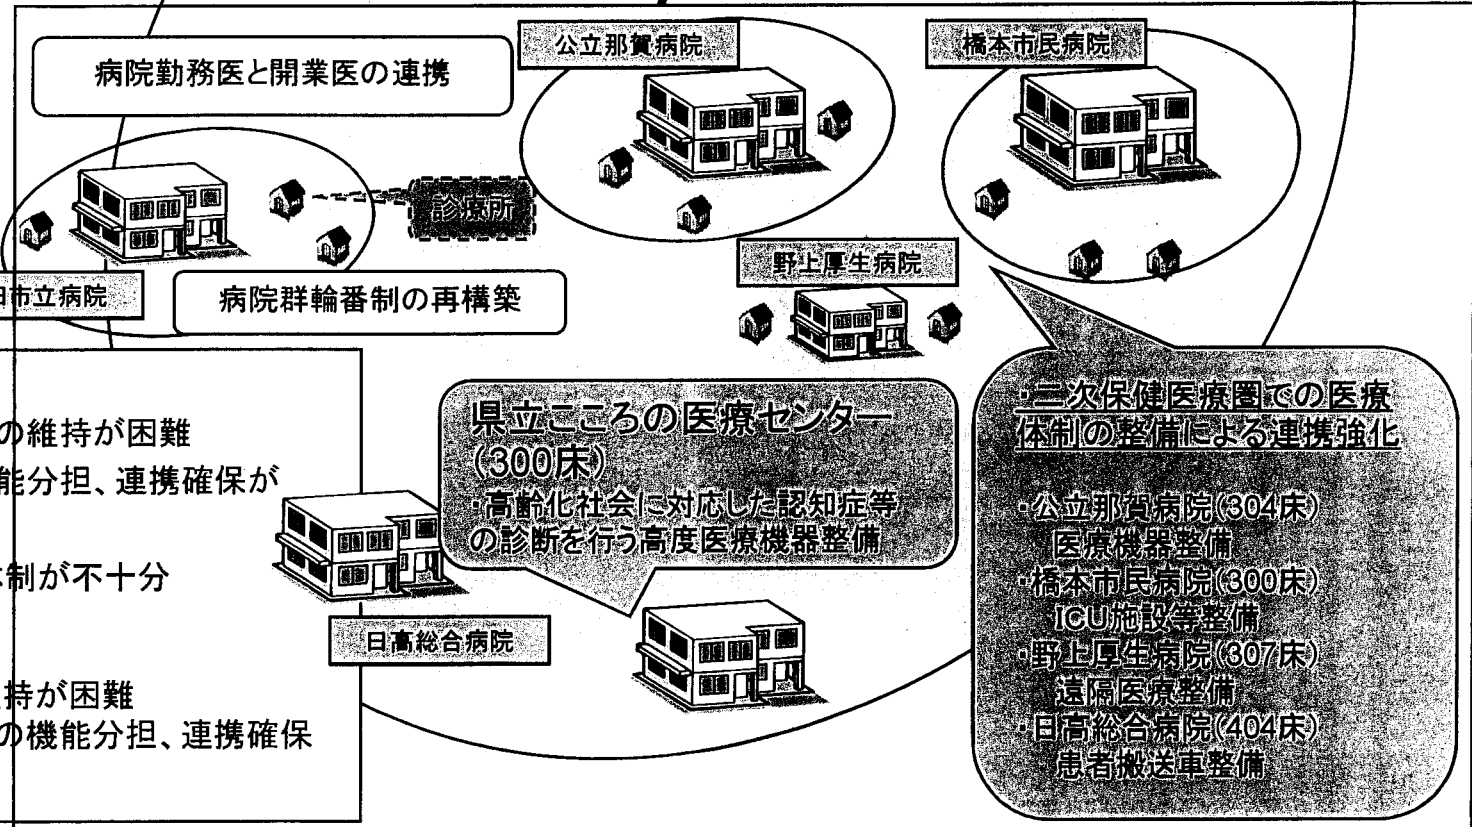 公立那賀病院
橋本市民病院
病院勤務医と開業医の連携
診療所
野上厚生病院
市立病院
病院群輪番制の再構築
の維持が困難
能分担、連携確保が
制が不十分
持が困難
の機能分担、連携確保
県立こころの医療センター
(300床)
・高齢化社会に対応した認知症等
の診断を行う高度医療機器整備
日高総合病院
・二次保健医療圏での医療
体制の整備による連携強化
・公立那賀病院(304床)
医療機器整備
・橋本市民病院(300床)
ICU施設等整備
・野上厚生病院(307床)
遠隔医療整備
・日高総合病院(404床)
患者搬送車整備